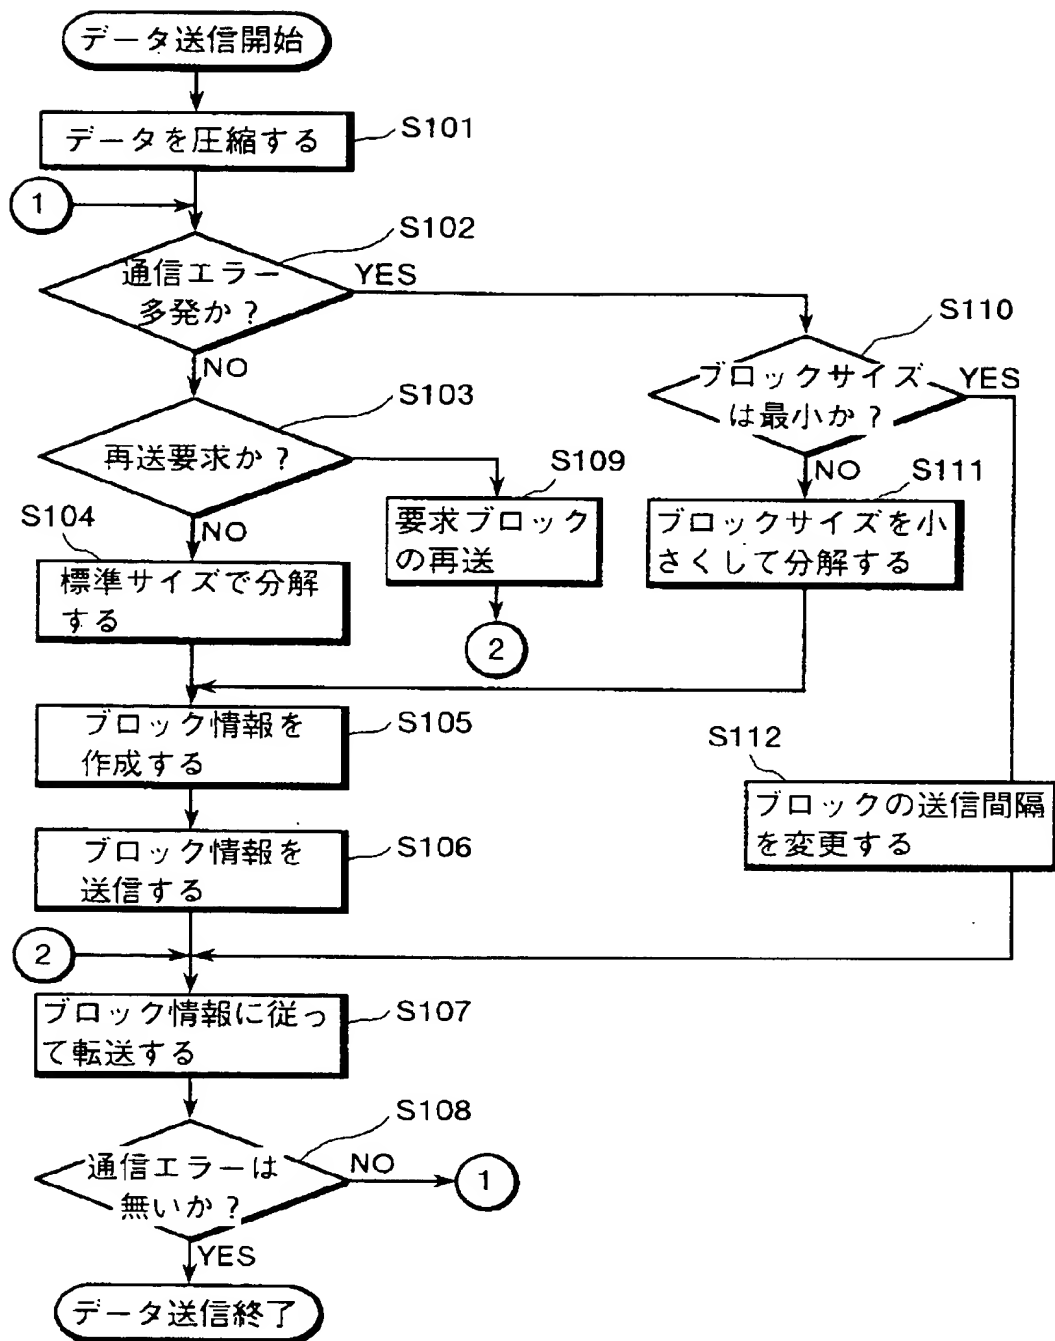 データ送信開始
データを圧縮する
S101
1
S102
通信エラー
多発か？
YES
NO
S110
ブロックサイズ
は最小か？
YES
NO
S103
再送要求か？
NO
S109
要求ブロック
の再送
2
S111
ブロックサイズを小
さくして分解する
S104
標準サイズで分解
する
ブロック情報を
作成する
S105
S112
ブロックの送信間隔
を変更する
ブロック情報を
送信する
S106
2
ブロック情報に従っ
て転送する
S107
S108
通信エラーは
無いか？
NO
1
YES
データ送信終了